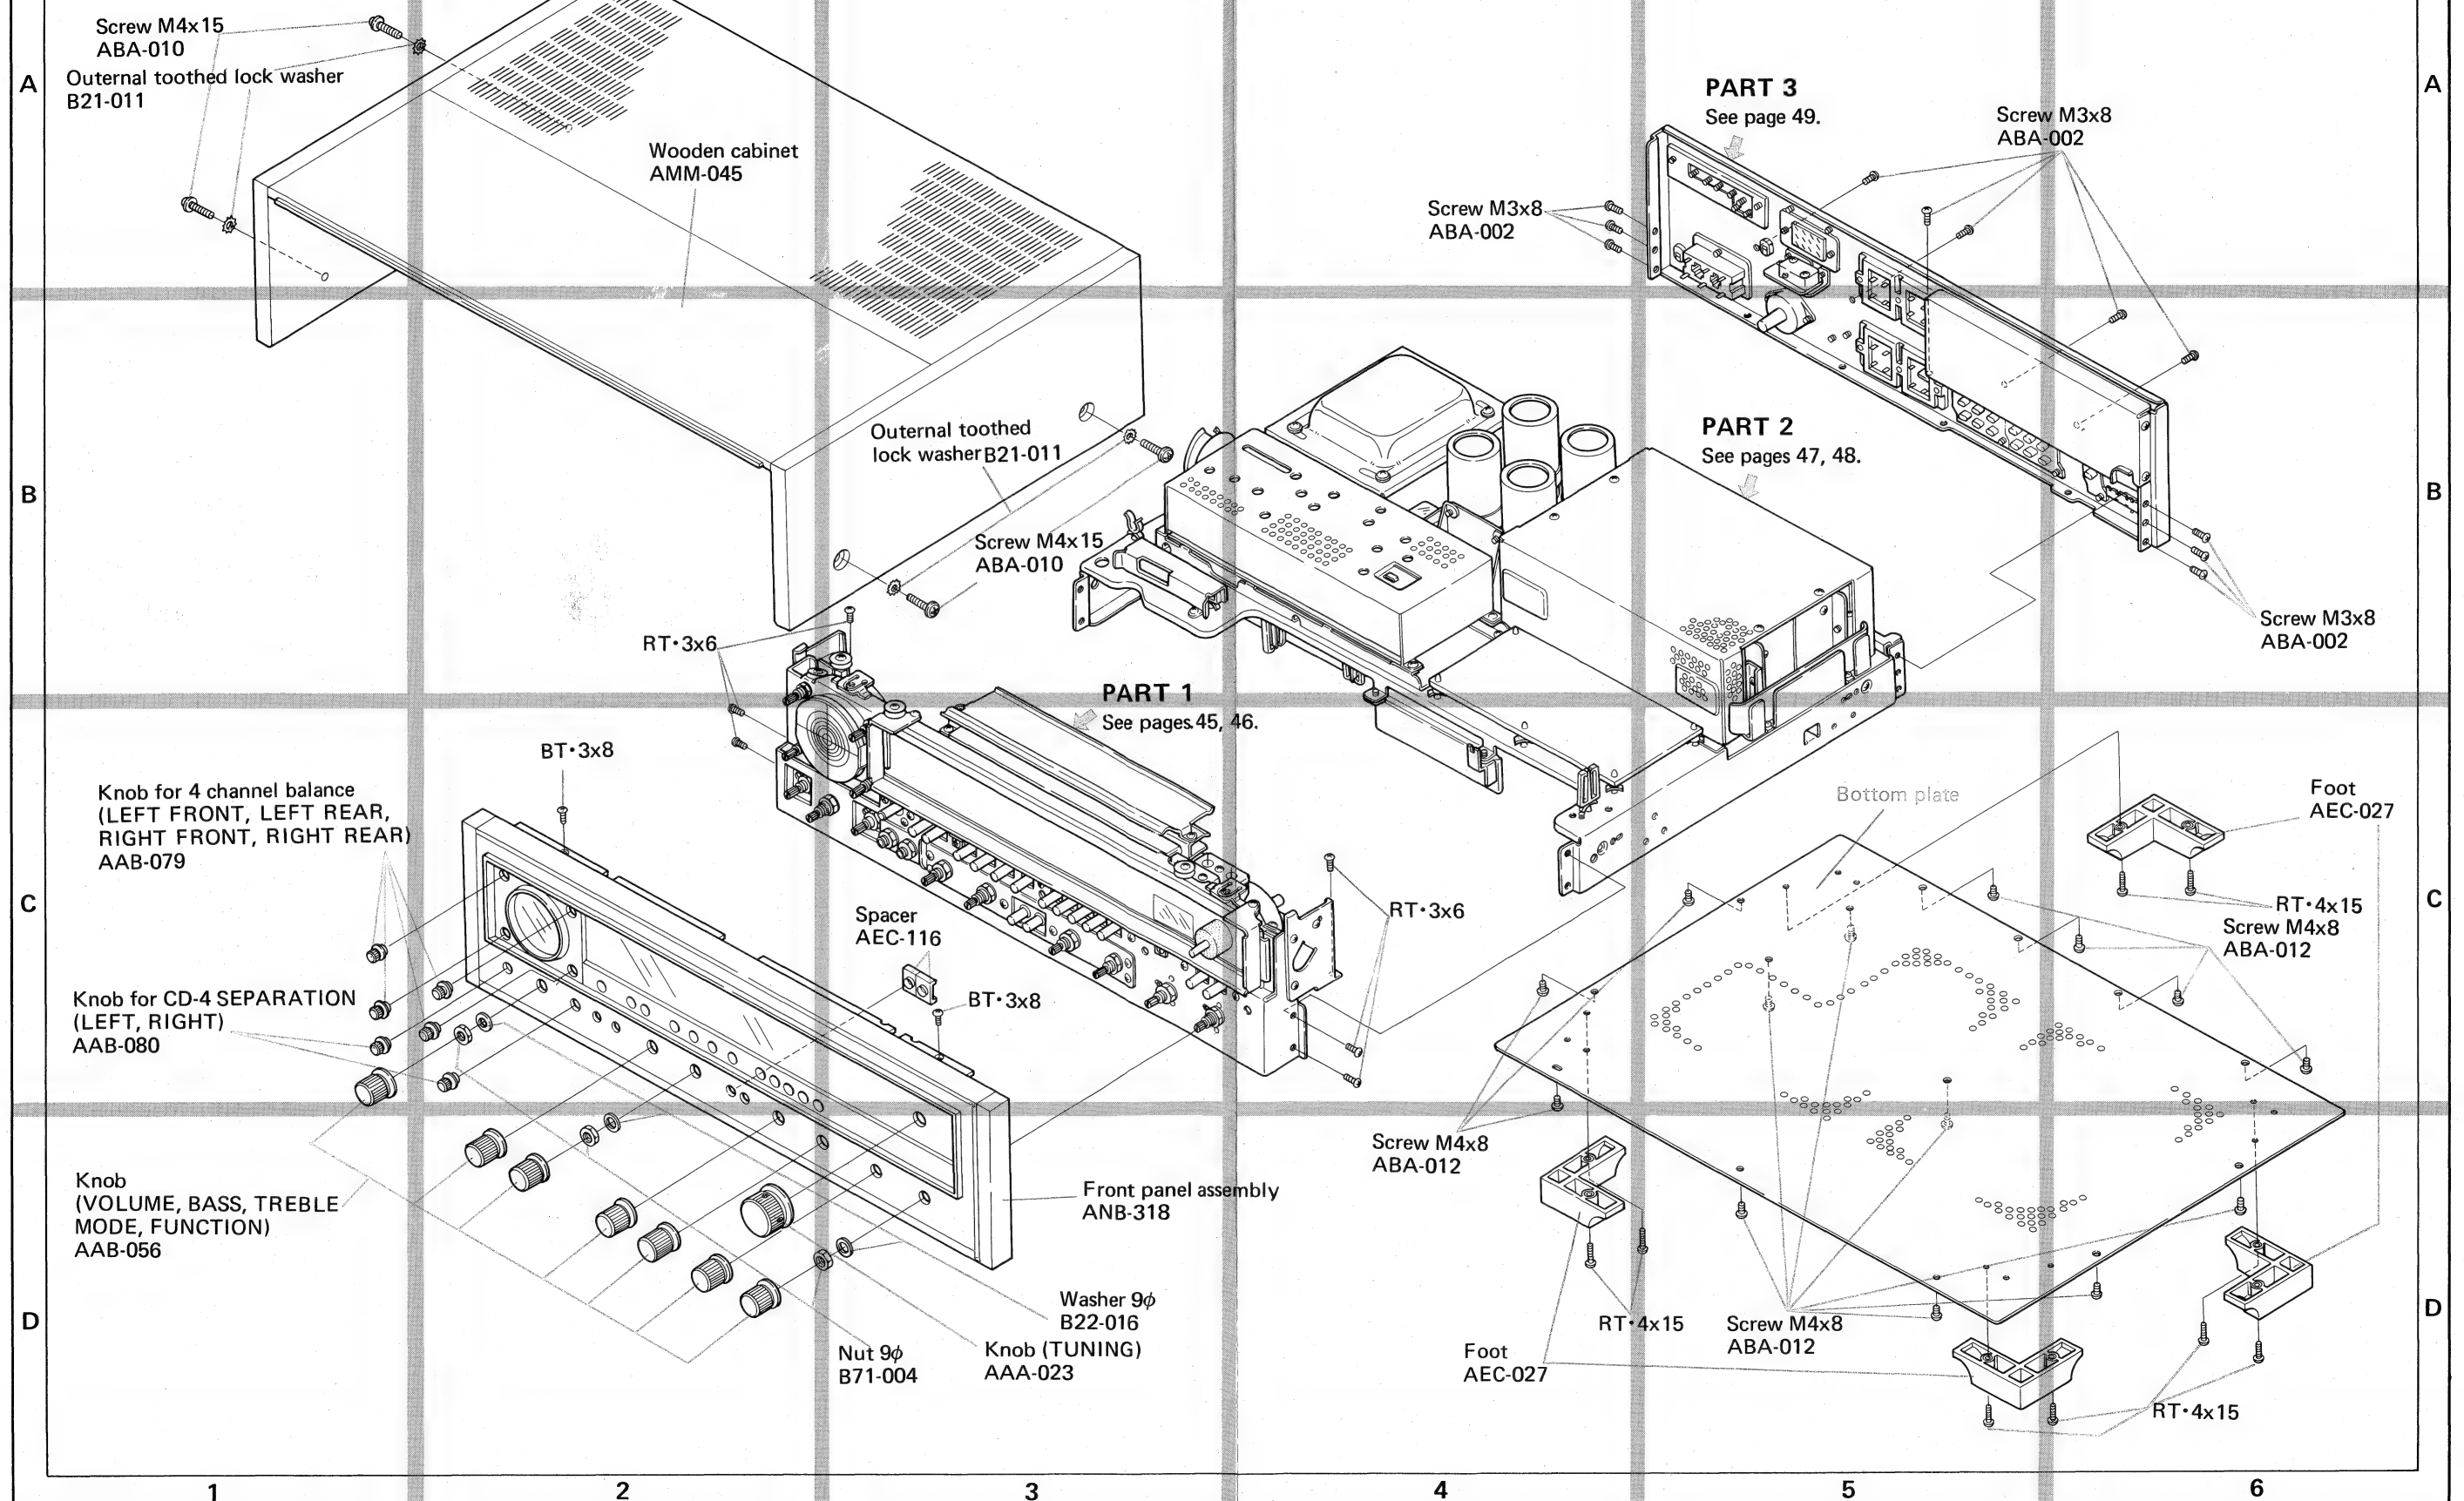 Screw M4x15
ABA-010
Outernal toothed lock washer
B21-011
A
A
Wooden cabinet
AMM-045
PART 3
See page 49.
Screw M3x8
ABA-002
Screw M3x8
ABA-002
Outernal toothed
lock washer B21-011
PART 2
See pages 47, 48.
B
B
Screw M4x15
ABA-010
Screw M3x8
ABA-002
RT·3x6
PART 1
See pages 45, 46.
BT·3x8
Knob for 4 channel balance
(LEFT FRONT, LEFT REAR,
RIGHT FRONT, RIGHT REAR)
AAB-079
Bottom plate
Foot
AEC-027
C
C
Spacer
AEC-116
RT·3x6
RT·4x15
Screw M4x8
ABA-012
Knob for CD-4 SEPARATION
(LEFT, RIGHT)
AAB-080
BT·3x8
Screw M4x8
ABA-012
Knob
(VOLUME, BASS, TREBLE
MODE, FUNCTION)
AAB-056
Front panel assembly
ANB-318
D
D
Washer 9φ
B22-016
Nut 9φ
B71-004
Knob (TUNING)
AAA-023
RT·4x15
Screw M4x8
ABA-012
Foot
AEC-027
RT·4x15
1
2
3
4
5
6